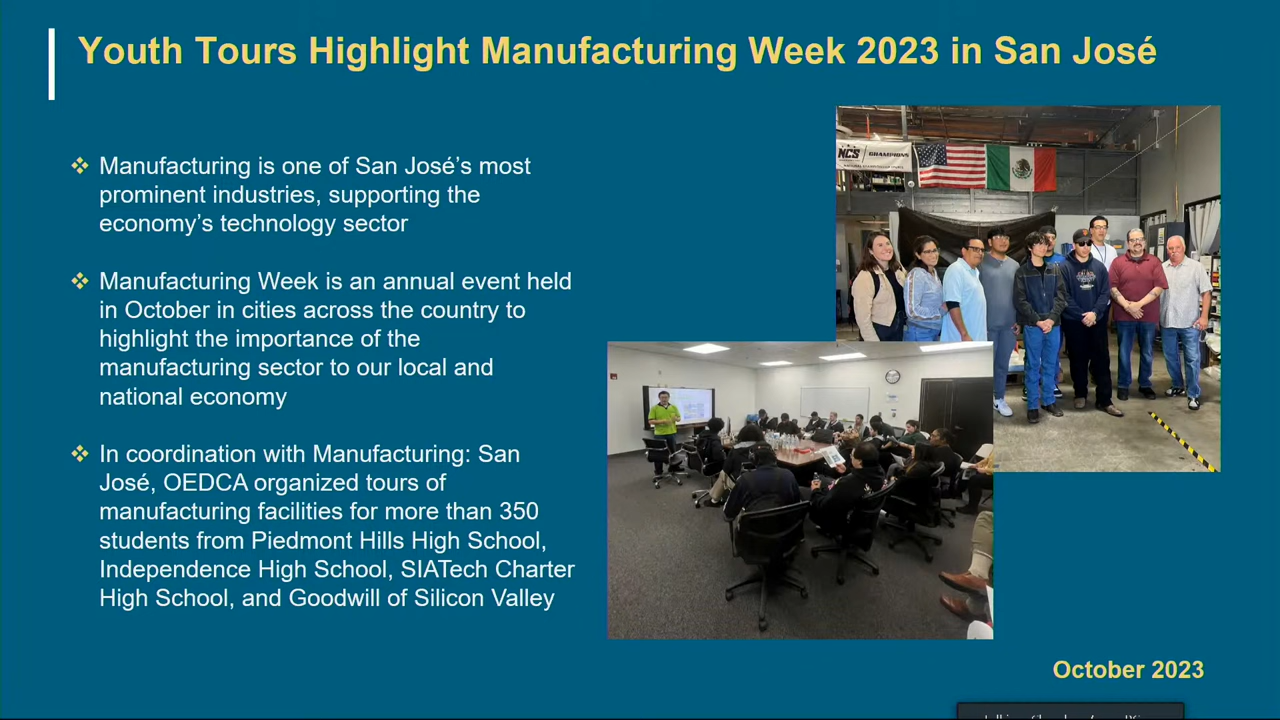 Youth Tours Highlight Manufacturing Week 2023 in San José
Manufacturing is one of San José’s most
prominent industries, supporting the
economy’s technology sector
Manufacturing Week is an annual event held
in October in cities across the country to
highlight the importance of the
manufacturing sector to our local and
national economy
In coordination with Manufacturing: San
José, OEDCA organized tours of
manufacturing facilities for more than 350
students from Piedmont Hills High School,
Independence High School, SIATech Charter
High School, and Goodwill of Silicon Valley
NCS CHAMPIONS
October 2023